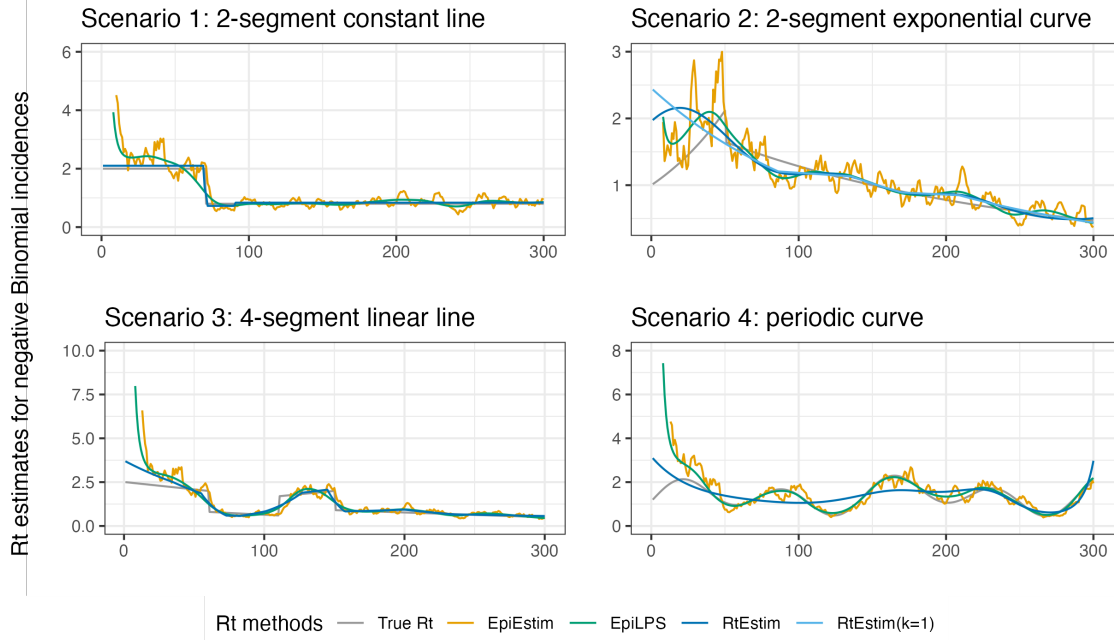 Rt estimates for negative Binomial incidences
Scenario 1: 2-segment constant line
6
4
2
0
0 100 200 300
Scenario 2: 2-segment exponential curve
3
2
1
0 100 200 300
Scenario 3: 4-segment linear line
10.0
7.5
5.0
2.5
0.0
0 100 200 300
Scenario 4: periodic curve
8
6
4
2
0
0 100 200 300
Rt methods True Rt EpiEstim EpiLPS RtEstim RtEstim(k=1)